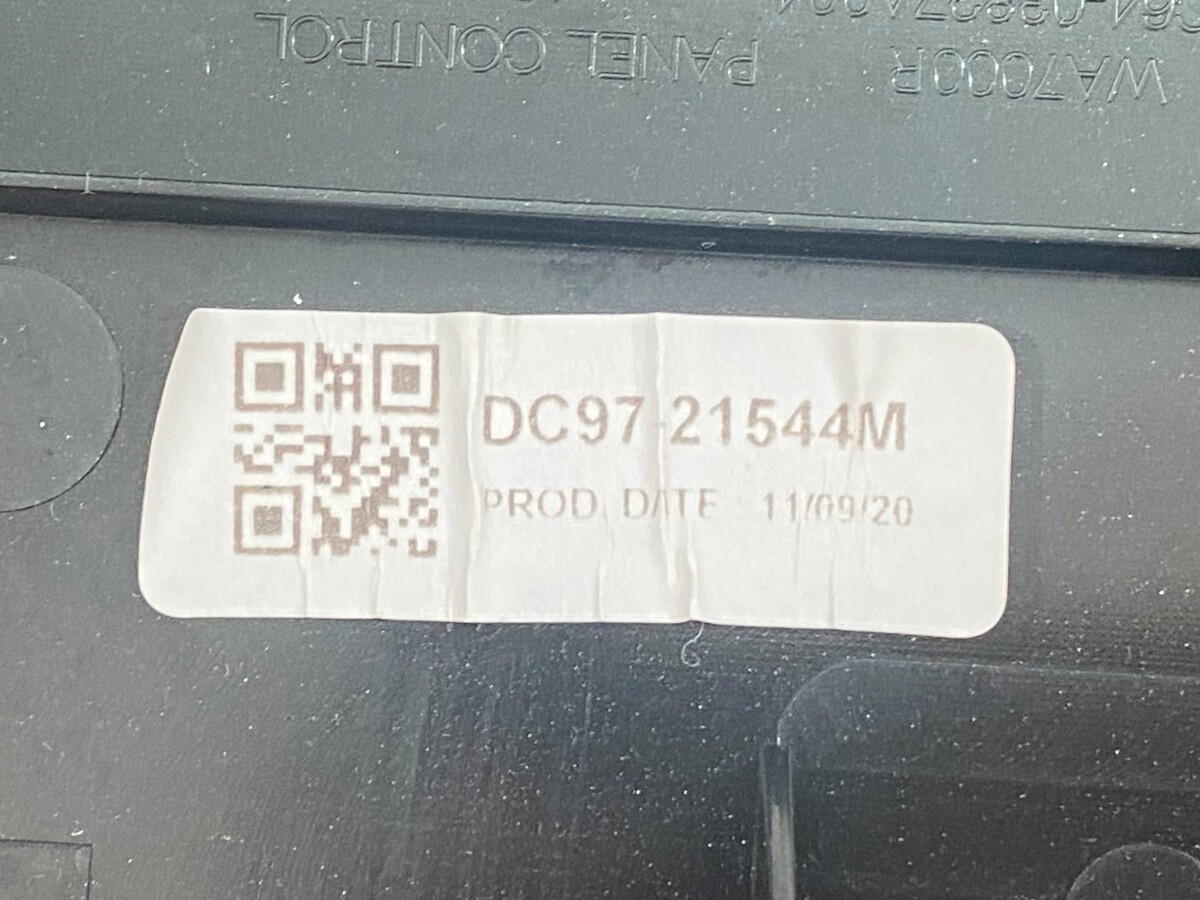 WA7000R PANEL CONTROL
DC97-21544M
PROD. DATE : 11/09/20